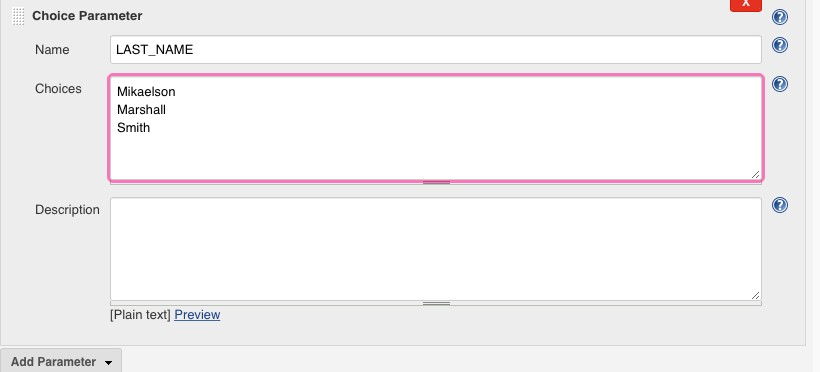 X
Choice Parameter
?
Name LAST_NAME
?
Choices Mikaelson
?
Marshall
Smith
Description
?
[Plain text] Preview
Add Parameter